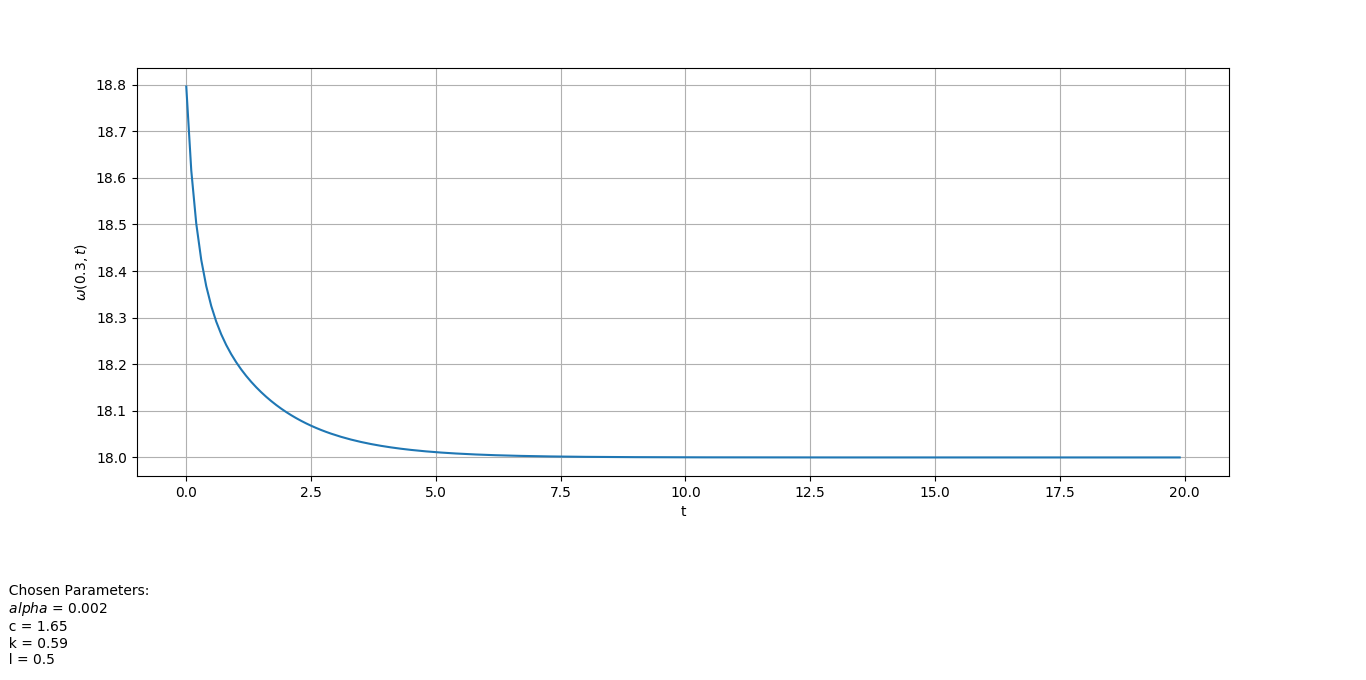 18.8
18.7
18.6
18.5
18.4
18.3
18.2
18.1
18.0
ω(0.3, t)
0.0 2.5 5.0 7.5 10.0 12.5 15.0 17.5 20.0
t
Chosen Parameters:
alpha = 0.002
c = 1.65
k = 0.59
l = 0.5